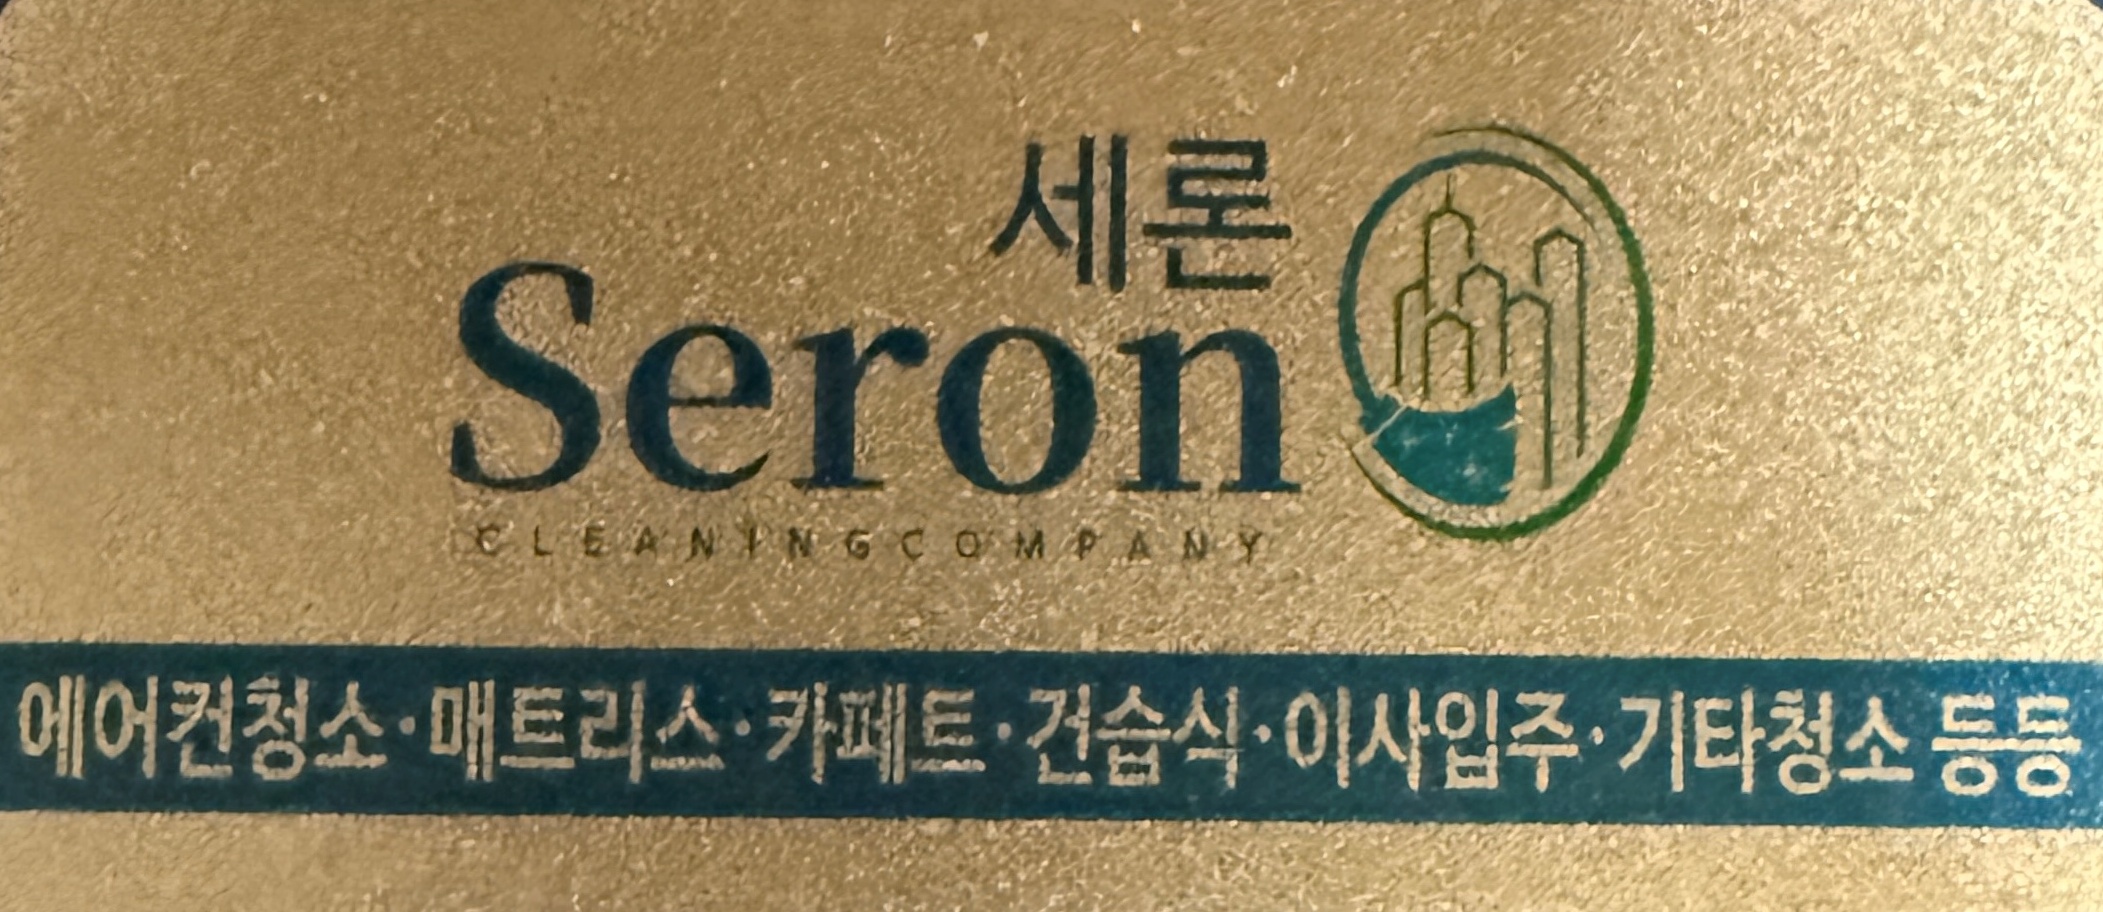 세론
Seron
CLEANINGCOMPANY
에어컨청소·매트리스·카페트·건습식·이사입주·기타청소 등등